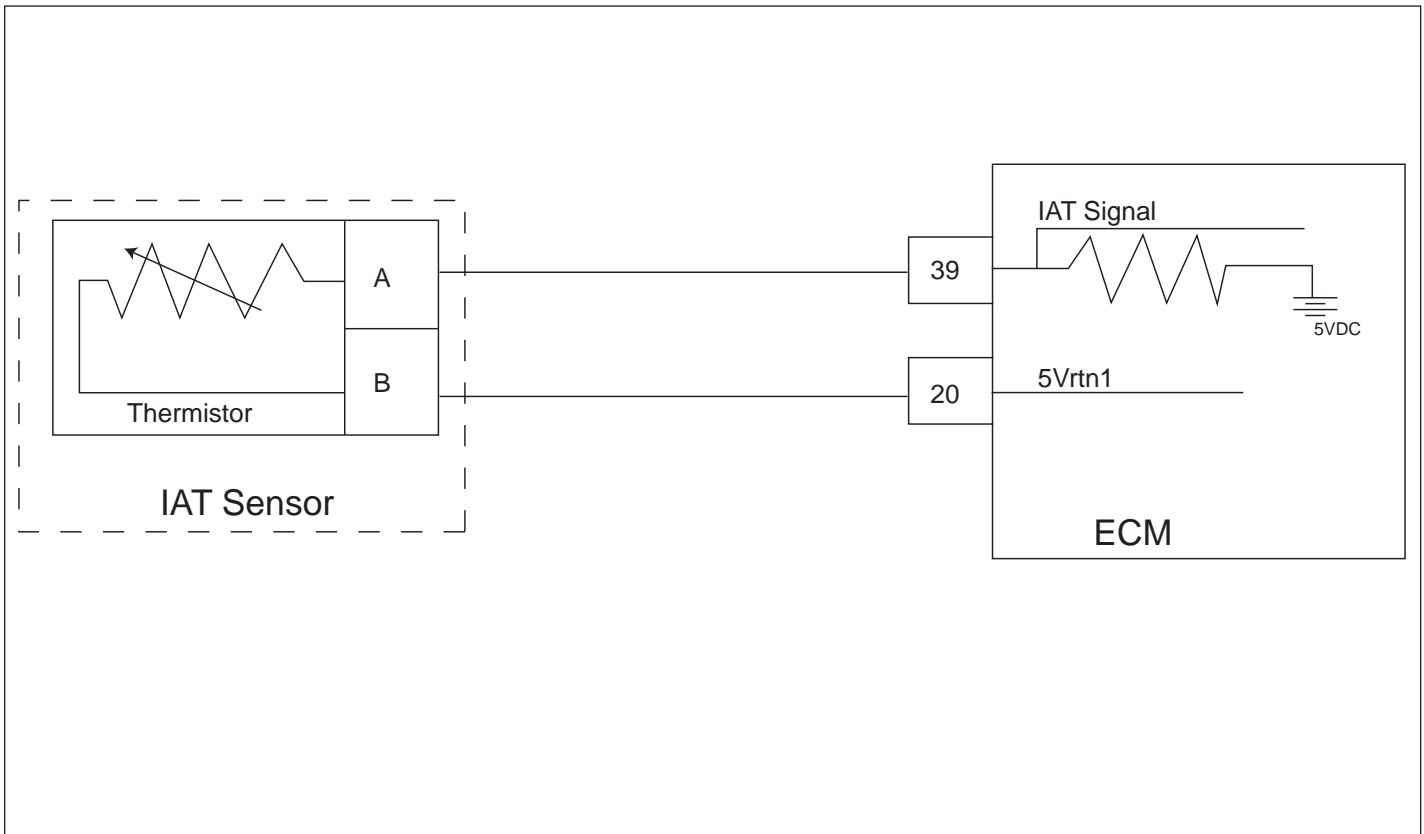 A
B
Thermistor
IAT Sensor
39
20
IAT Signal
5VDC
5Vrtn1
ECM